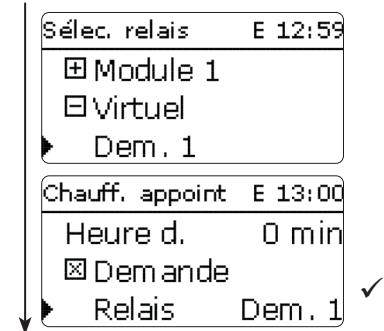 Sélec. relais E 12:59
Module 1
Virtuel
Dem. 1
Chauff. appoint E 13:00
Heure d. 0 min
Demande
Relais Dem. 1